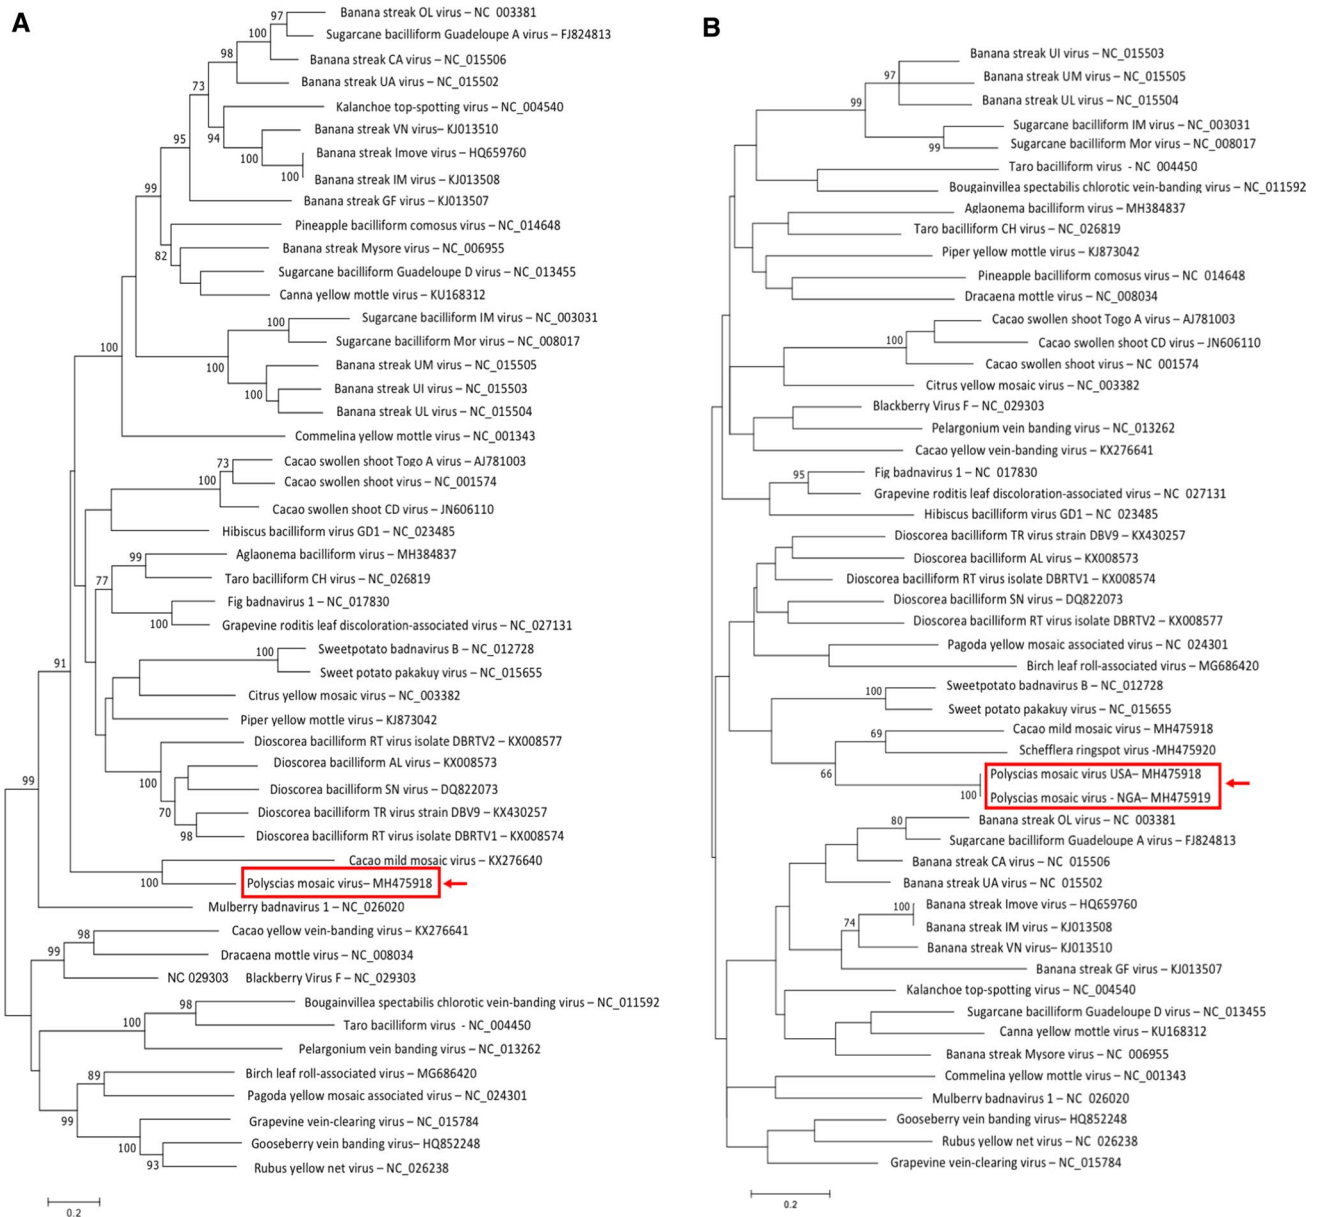 A
97
Banana streak OL virus – NC 003381
100
Sugarcane bacilliform Guadeloupe A virus – FJ824813
98
Banana streak CA virus – NC_015506
Banana streak UA virus – NC_015502
73
Kalanchoe top-spotting virus – NC_004540
Banana streak VN virus– KJ013510
95
94
Banana streak Imove virus – HQ659760
100
100
Banana streak IM virus – KJ013508
99
Banana streak GF virus – KJ013507
Pineapple bacilliform comosus virus – NC_014648
Banana streak Mysore virus – NC_006955
82
Sugarcane bacilliform Guadeloupe D virus – NC_013455
Canna yellow mottle virus – KU168312
Sugarcane bacilliform IM virus – NC_003031
100
Sugarcane bacilliform Mor virus – NC_008017
100
100
Banana streak UM virus – NC_015505
Banana streak UI virus – NC_015503
100
Banana streak UL virus – NC_015504
Commelina yellow mottle virus – NC_001343
Cacao swollen shoot Togo A virus – AJ781003
73
100
Cacao swollen shoot virus – NC_001574
Cacao swollen shoot CD virus – JN606110
Hibiscus bacilliform virus GD1 – NC_023485
Aglaonema bacilliform virus – MH384837
99
Taro bacilliform CH virus – NC_026819
77
Fig badnavirus 1 – NC_017830
100
Grapevine roditis leaf discoloration-associated virus – NC_027131
Sweetpotato badnavirus B – NC_012728
100
91
Sweet potato pakakuy virus – NC_015655
Citrus yellow mosaic virus – NC_003382
Piper yellow mottle virus – KJ873042
Dioscorea bacilliform RT virus isolate DBRTV2 – KX008577
Dioscorea bacilliform AL virus – KX008573
99
100
Dioscorea bacilliform SN virus – DQ822073
70
Dioscorea bacilliform TR virus strain DBV9 – KX430257
98
Dioscorea bacilliform RT virus isolate DBRTV1 – KX008574
Cacao mild mosaic virus – KX276640
100
Polyscias mosaic virus– MH475918
Mulberry badnavirus 1 – NC_026020
Cacao yellow vein-banding virus – KX276641
98
99
Dracaena mottle virus – NC_008034
NC 029303
Blackberry Virus F – NC_029303
Bougainvillea spectabilis chlorotic vein-banding virus – NC_011592
98
100
Taro bacilliform virus - NC_004450
Pelargonium vein banding virus – NC_013262
Birch leaf roll-associated virus – MG686420
89
Pagoda yellow mosaic associated virus – NC_024301
99
Grapevine vein-clearing virus – NC_015784
100
Gooseberry vein banding virus– HQ852248
93
Rubus yellow net virus – NC_026238
0.2
B
Banana streak UI virus – NC_015503
97
Banana streak UM virus – NC_015505
99
Banana streak UL virus – NC_015504
Sugarcane bacilliform IM virus – NC_003031
99
Sugarcane bacilliform Mor virus – NC_008017
Taro bacilliform virus - NC 004450
Bougainvillea spectabilis chlorotic vein-banding virus – NC_011592
Aglaonema bacilliform virus – MH384837
Taro bacilliform CH virus – NC_026819
Piper yellow mottle virus – KJ873042
Pineapple bacilliform comosus virus – NC 014648
Dracaena mottle virus – NC_008034
Cacao swollen shoot Togo A virus – AJ781003
100
Cacao swollen shoot CD virus – JN606110
Cacao swollen shoot virus – NC 001574
Citrus yellow mosaic virus – NC_003382
Blackberry Virus F – NC_029303
Pelargonium vein banding virus – NC_013262
Cacao yellow vein-banding virus – KX276641
95
Fig badnavirus 1 – NC 017830
Grapevine roditis leaf discoloration-associated virus – NC 027131
Hibiscus bacilliform virus GD1 – NC 023485
Dioscorea bacilliform TR virus strain DBV9 – KX430257
Dioscorea bacilliform AL virus – KX008573
Dioscorea bacilliform RT virus isolate DBRTV1 – KX008574
Dioscorea bacilliform SN virus – DQ822073
Dioscorea bacilliform RT virus isolate DBRTV2 – KX008577
Pagoda yellow mosaic associated virus – NC 024301
Birch leaf roll-associated virus – MG686420
Sweetpotato badnavirus B – NC_012728
100
Sweet potato pakakuy virus – NC_015655
Cacao mild mosaic virus – MH475918
69
Schefflera ringspot virus -MH475920
66
Polyscias mosaic virus USA– MH475918
100
Polyscias mosaic virus - NGA– MH475919
80
Banana streak OL virus – NC 003381
Sugarcane bacilliform Guadeloupe A virus – FJ824813
Banana streak CA virus – NC 015506
Banana streak UA virus – NC 015502
100
Banana streak Imove virus – HQ659760
74
Banana streak IM virus – KJ013508
Banana streak VN virus– KJ013510
Banana streak GF virus – KJ013507
Kalanchoe top-spotting virus – NC_004540
Sugarcane bacilliform Guadeloupe D virus – NC_013455
Canna yellow mottle virus – KU168312
Banana streak Mysore virus – NC 006955
Commelina yellow mottle virus – NC_001343
Mulberry badnavirus 1 – NC 026020
Gooseberry vein banding virus– HQ852248
Rubus yellow net virus – NC 026238
Grapevine vein-clearing virus – NC_015784
0.2